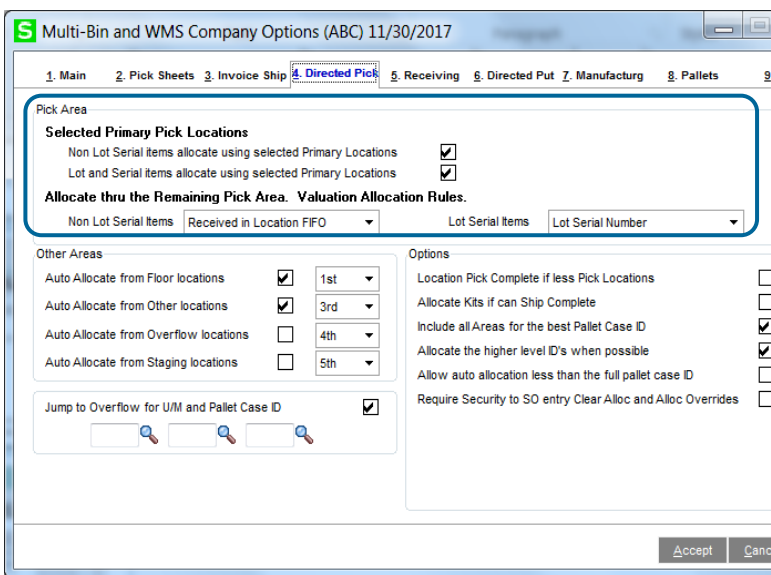 S Multi-Bin and WMS Company Options (ABC) 11/30/2017
1. Main 2. Pick Sheets 3. Invoice Ship 4. Directed Pick 5. Receiving 6. Directed Put 7. Manufacturg 8. Pallets 9
Pick Area
Selected Primary Pick Locations
Non Lot Serial items allocate using selected Primary Locations
Lot and Serial items allocate using selected Primary Locations
Allocate thru the Remaining Pick Area. Valuation Allocation Rules.
Non Lot Serial Items Received in Location FIFO Lot Serial Items Lot Serial Number
Other Areas
Auto Allocate from Floor locations 1st
Auto Allocate from Other locations 3rd
Auto Allocate from Overflow locations 4th
Auto Allocate from Staging locations 5th
Jump to Overflow for U/M and Pallet Case ID
Options
Location Pick Complete if less Pick Locations
Allocate Kits if can Ship Complete
Include all Areas for the best Pallet Case ID
Allocate the higher level ID's when possible
Allow auto allocation less than the full pallet case ID
Require Security to SO entry Clear Alloc and Alloc Overrides
Accept Canc